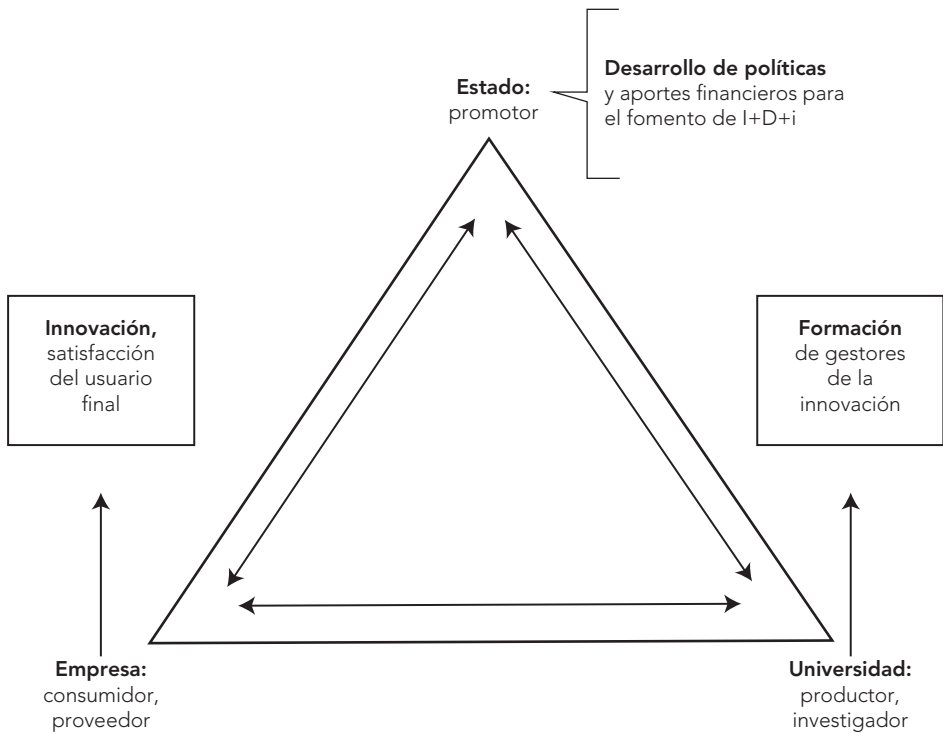 Estado:
promotor
Desarrollo de políticas
y aportes financieros para
el fomento de I+D+i
Innovación,
satisfacción
del usuario
final
Formación
de gestores
de la
innovación
Empresa:
consumidor,
proveedor
Universidad:
productor,
investigador